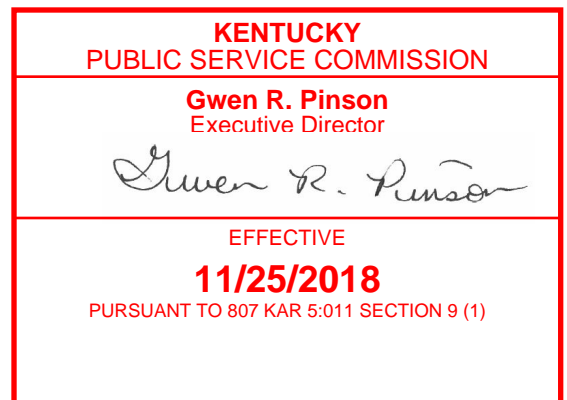 KENTUCKY
PUBLIC SERVICE COMMISSION
Gwen R. Pinson
Executive Director
Gwen R. Pinson
EFFECTIVE
11/25/2018
PURSUANT TO 807 KAR 5:011 SECTION 9 (1)